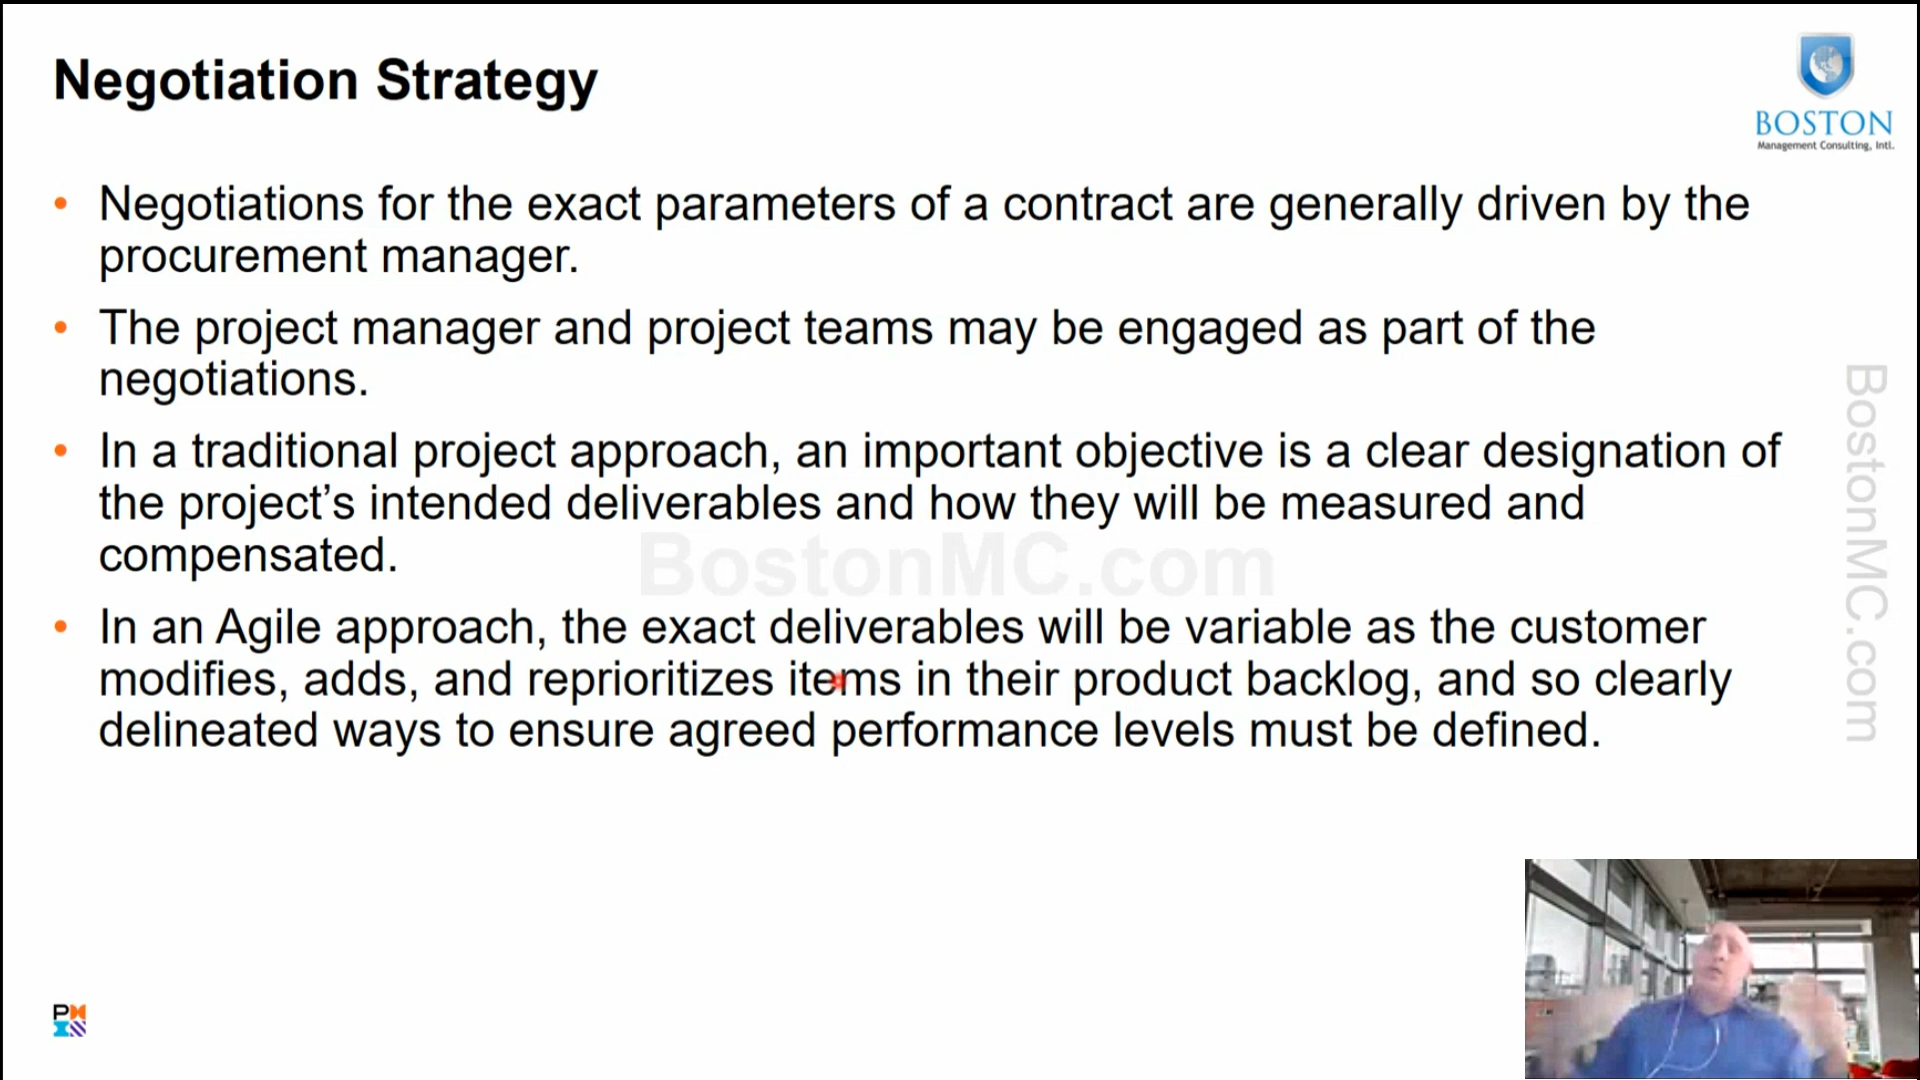 Negotiation Strategy
BOSTON
Management Consulting, Intl.
• Negotiations for the exact parameters of a contract are generally driven by the
procurement manager.
• The project manager and project teams may be engaged as part of the
negotiations.
• In a traditional project approach, an important objective is a clear designation of
the project’s intended deliverables and how they will be measured and
compensated.
BostonMC.com
• In an Agile approach, the exact deliverables will be variable as the customer
modifies, adds, and reprioritizes items in their product backlog, and so clearly
delineated ways to ensure agreed performance levels must be defined.
BostonMC.com